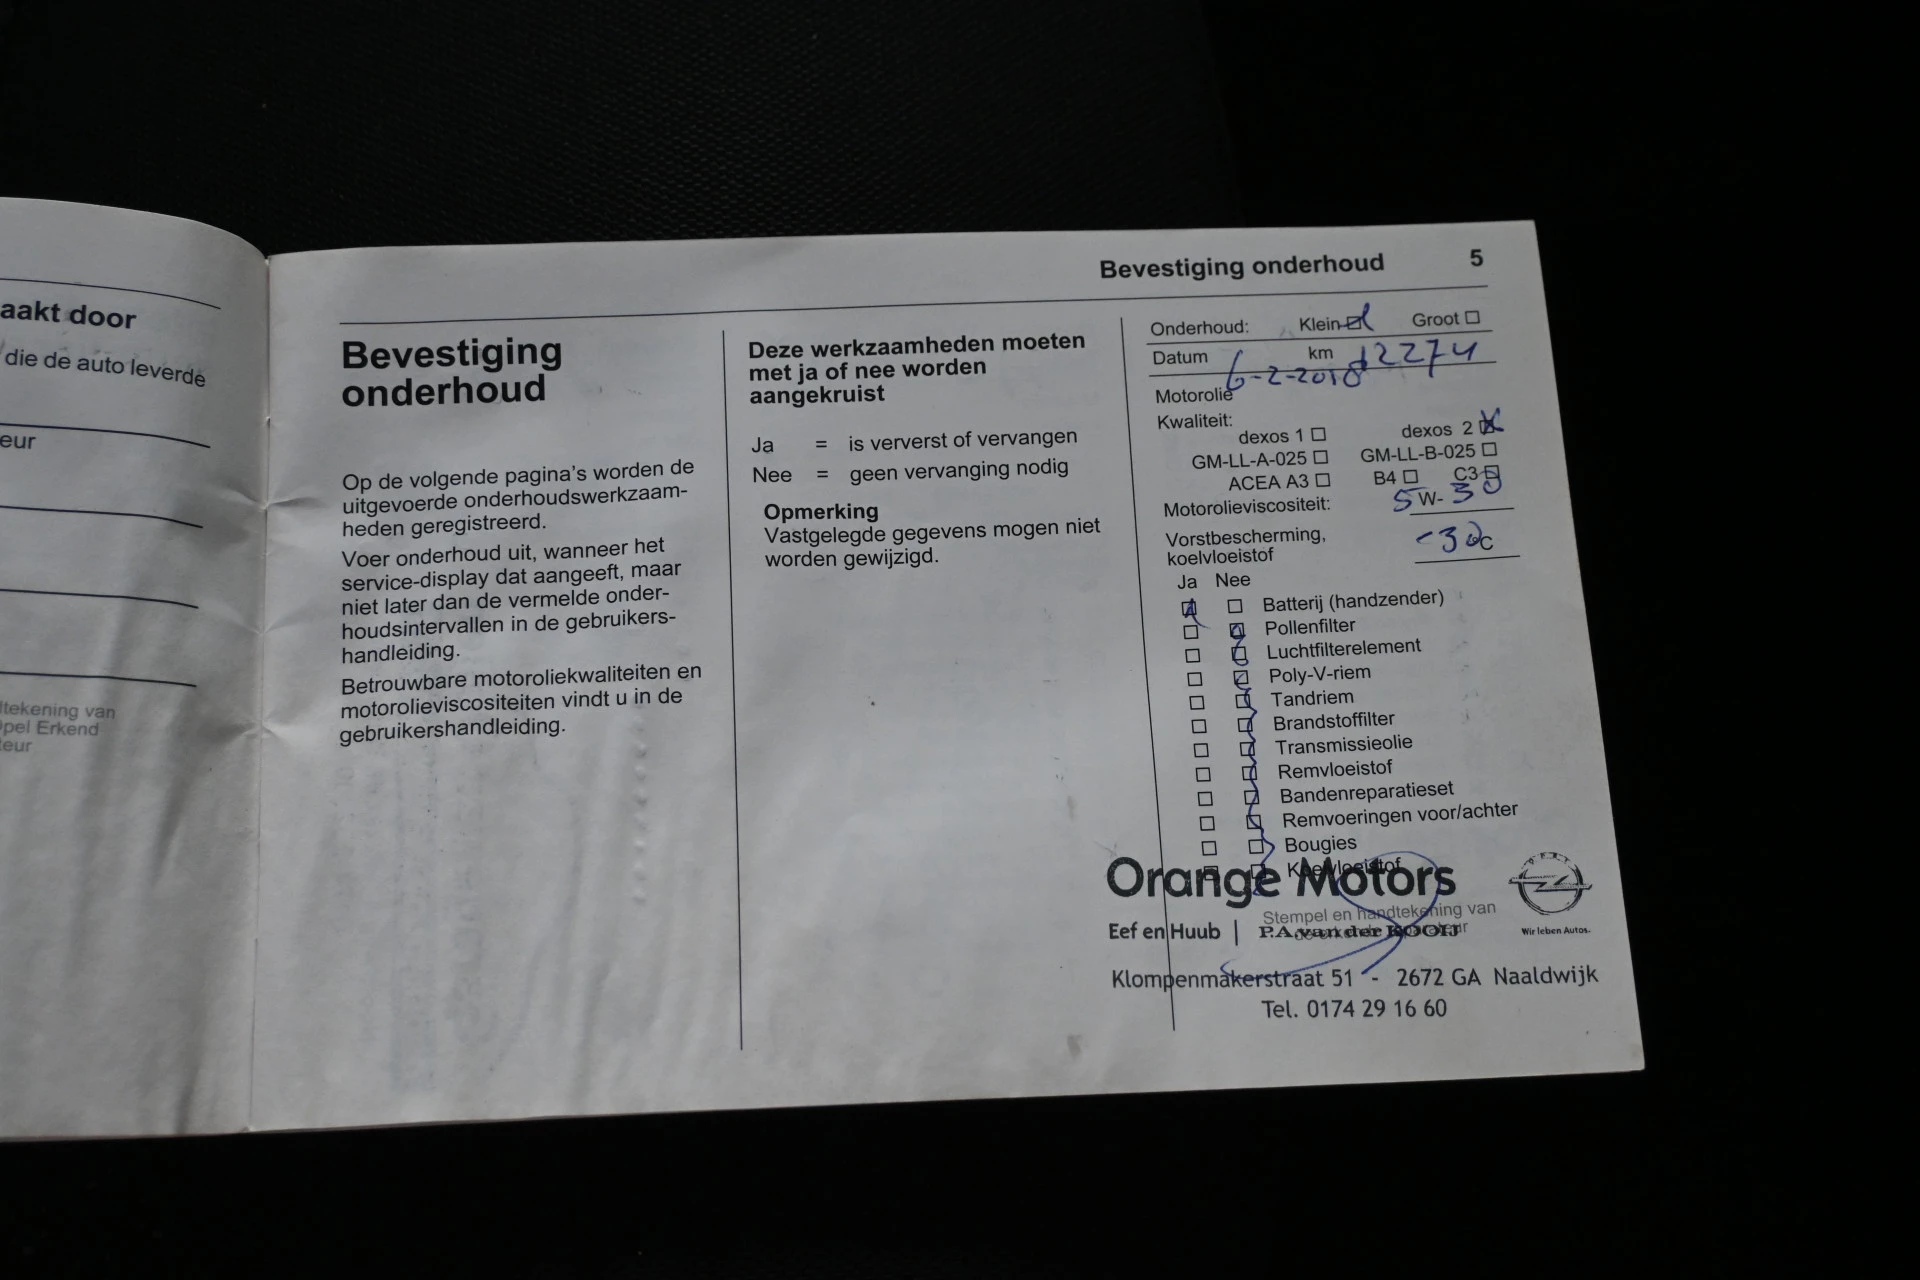 aakt door
die de auto leverde
eur
ltekening van
pel Erkend
teur
Bevestiging onderhoud 5
Bevestiging
onderhoud
Op de volgende pagina's worden de
uitgevoerde onderhoudswerkzaam-
heden geregistreerd.
Voer onderhoud uit, wanneer het
service-display dat aangeeft, maar
niet later dan de vermelde onder-
houdsintervallen in de gebruikers-
handleiding.
Betrouwbare motoroliekwaliteiten en
motorolieviscositeiten vindt u in de
gebruikershandleiding.
Deze werkzaamheden moeten
met ja of nee worden
aangekruist
Ja = is ververst of vervangen
Nee = geen vervanging nodig
Opmerking
Vastgelegde gegevens mogen niet
worden gewijzigd.
Onderhoud: Klein Groot
Datum 6-2-2018 km 12274
Motorolie
Kwaliteit:
dexos 1 dexos 2
GM-LL-A-025 GM-LL-B-025
ACEA A3 B4 C3
Motorolieviscositeit: 5W-30
Vorstbescherming,
koelvloeistof -30 °C
Ja Nee
Batterij (handzender)
Pollenfilter
Luchtfilterelement
Poly-V-riem
Tandriem
Brandstoffilter
Transmissieolie
Remvloeistof
Bandenreparatieset
Remvoeringen voor/achter
Bougies
Koelvloeistof
Orange Motors
Stempel en handtekening van
Eef en Huub | P.A. van der KOOIJ
Wir leben Autos.
Klompenmakerstraat 51 - 2672 GA Naaldwijk
Tel. 0174 29 16 60